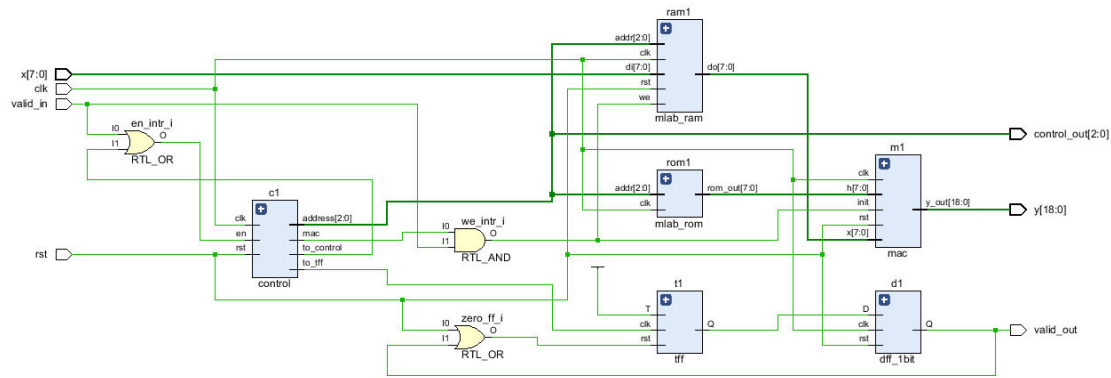 ram1
addr[2:0]
clk
di[7:0]
do[7:0]
rst
we
mlab_ram
x[7:0]
clk
valid_in
en_intr_i
I0
O
I1
RTL_OR
control_out[2:0]
rom1
addr[2:0]
rom_out[7:0]
clk
mlab_rom
m1
clk
h[7:0]
init
y_out[18:0]
rst
x[7:0]
mac
y[18:0]
c1
clk
address[2:0]
en
mac
rst
to_control
to_tff
control
we_intr_i
I0
O
I1
RTL_AND
rst
t1
T
clk
Q
rst
tff
d1
D
clk
Q
rst
dff_1bit
valid_out
zero_ff_i
I0
O
I1
RTL_OR